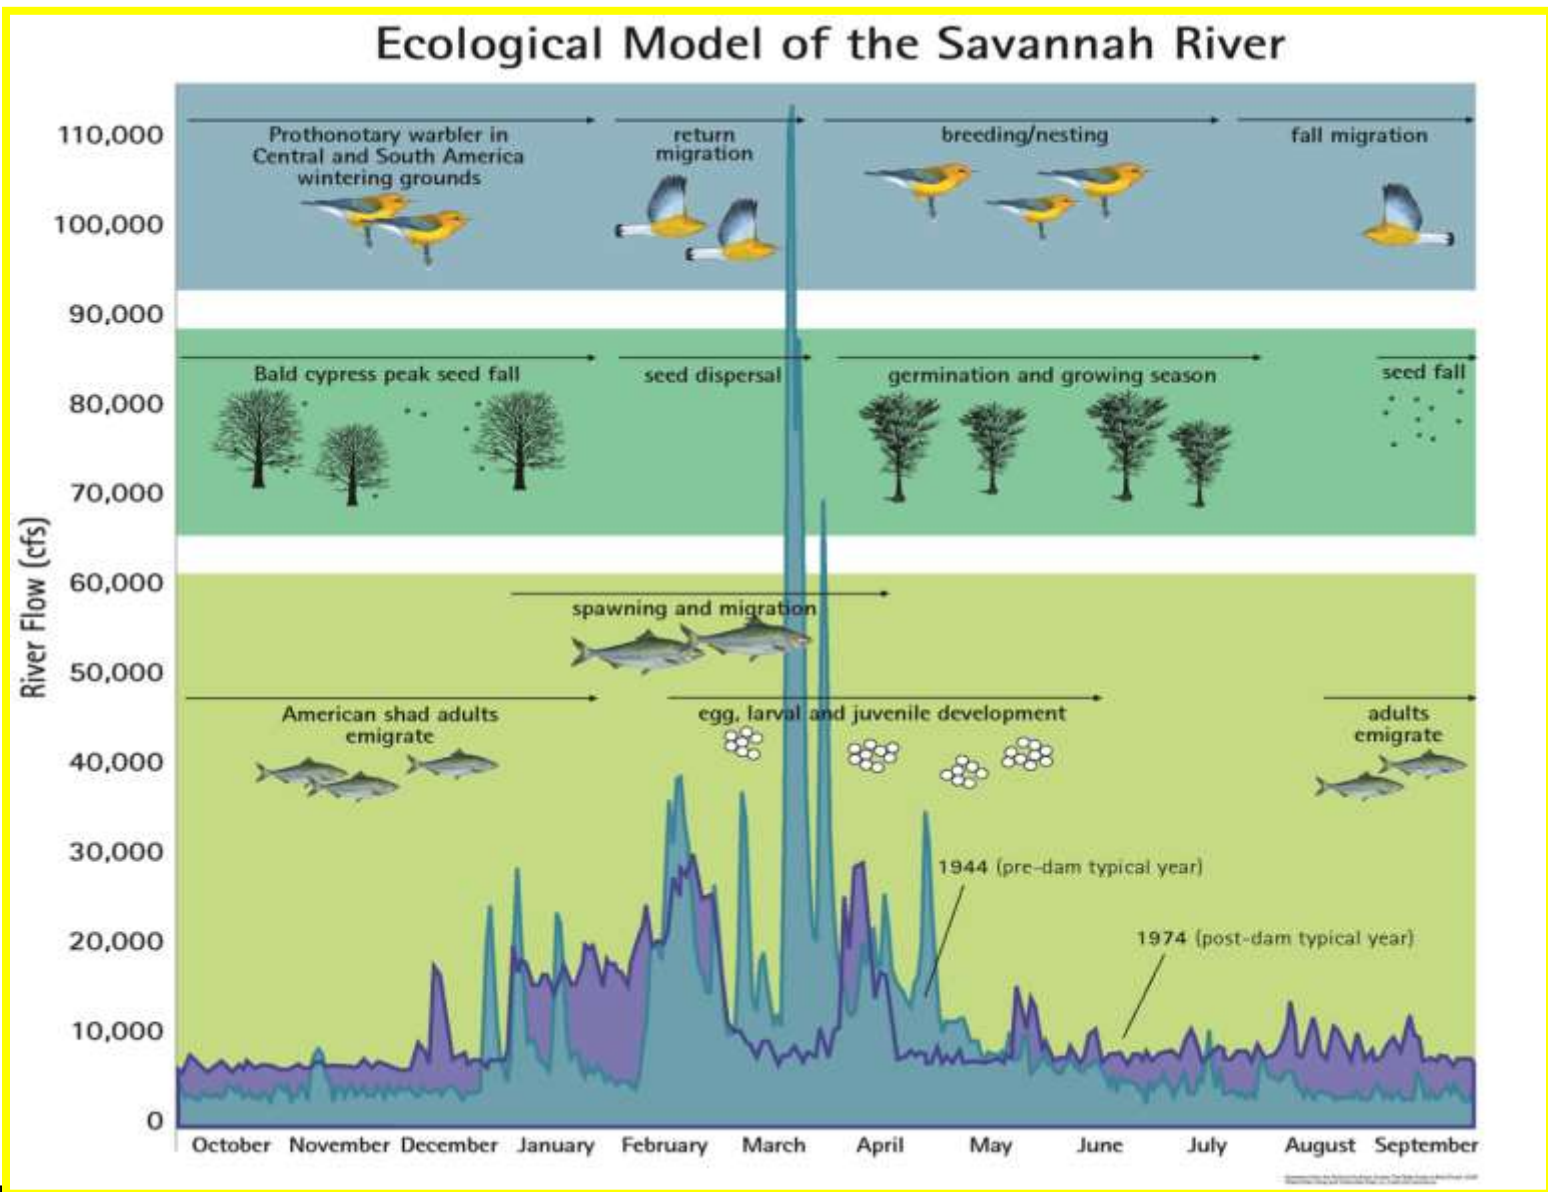 Ecological Model of the Savannah River
River Flow (cfs)
110,000
100,000
90,000
80,000
70,000
60,000
50,000
40,000
30,000
20,000
10,000
0
Prothonotary warbler in
Central and South America
wintering grounds
return
migration
breeding/nesting
fall migration
Bald cypress peak seed fall
seed dispersal
germination and growing season
seed fall
spawning and migration
American shad adults
emigrate
egg, larval and juvenile development
adults
emigrate
1944 (pre-dam typical year)
1974 (post-dam typical year)
October November December January February March April May June July August September